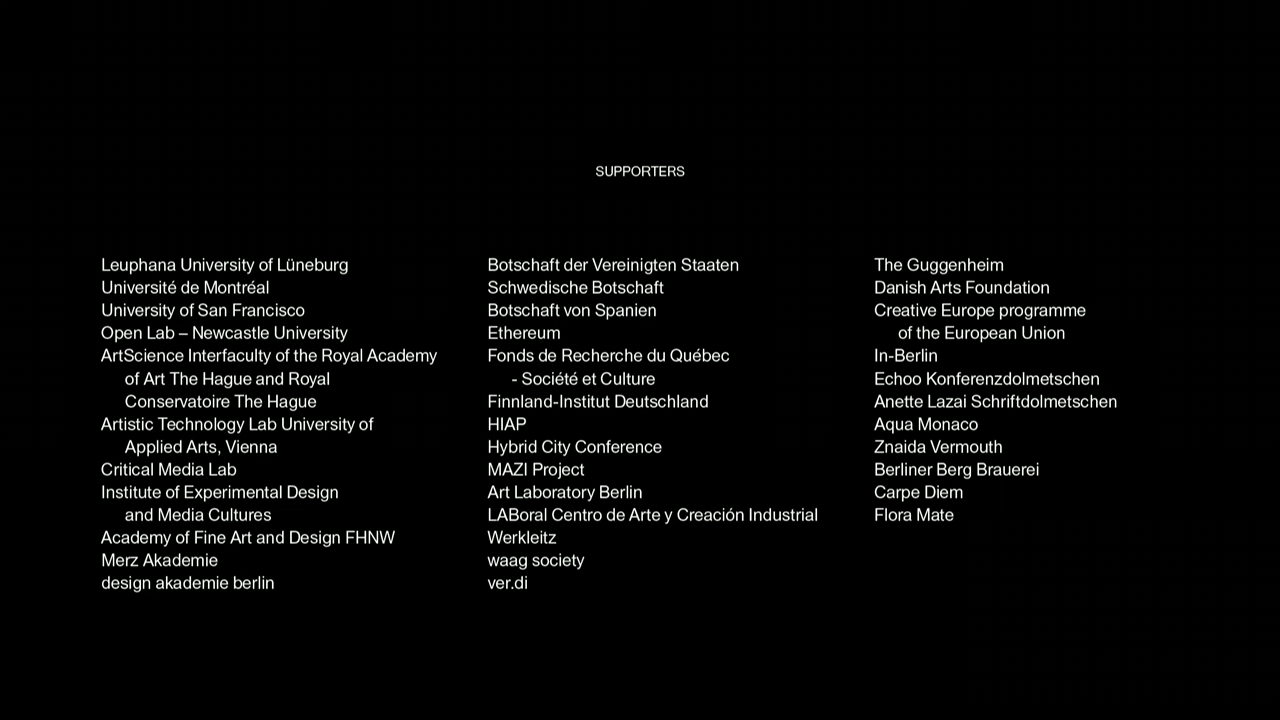 SUPPORTERS
Leuphana University of Lüneburg
Université de Montréal
University of San Francisco
Open Lab – Newcastle University
ArtScience Interfaculty of the Royal Academy
of Art The Hague and Royal
Conservatoire The Hague
Artistic Technology Lab University of
Applied Arts, Vienna
Critical Media Lab
Institute of Experimental Design
and Media Cultures
Academy of Fine Art and Design FHNW
Merz Akademie
design akademie berlin
Botschaft der Vereinigten Staaten
Schwedische Botschaft
Botschaft von Spanien
Ethereum
Fonds de Recherche du Québec
- Société et Culture
Finnland-Institut Deutschland
HIAP
Hybrid City Conference
MAZI Project
Art Laboratory Berlin
LABoral Centro de Arte y Creación Industrial
Werkleitz
waag society
ver.di
The Guggenheim
Danish Arts Foundation
Creative Europe programme
of the European Union
In-Berlin
Echoo Konferenzdolmetschen
Anette Lazai Schriftdolmetschen
Aqua Monaco
Znaida Vermouth
Berliner Berg Brauerei
Carpe Diem
Flora Mate